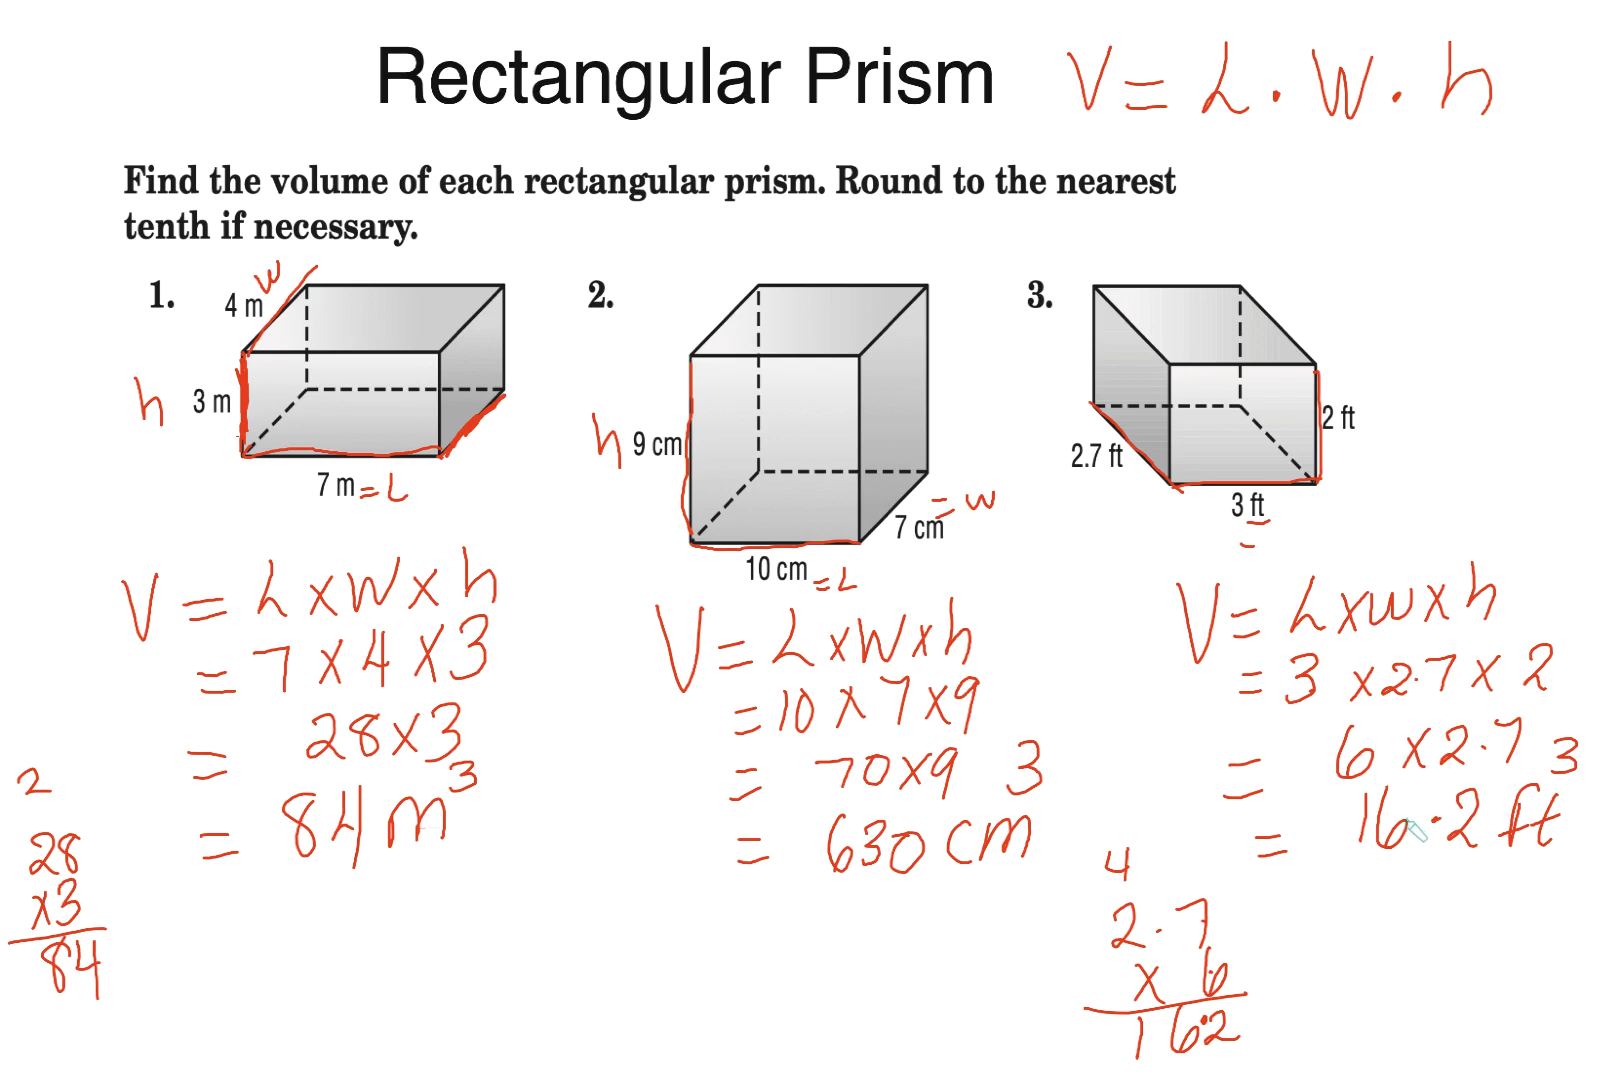 Rectangular Prism V = L · W · h
Find the volume of each rectangular prism. Round to the nearest
tenth if necessary.
1. 4 m W
h 3 m
7 m = L
2.
h 9 cm
7 cm = W
10 cm = L
3.
2 ft
2.7 ft
3 ft
=
V = L x W x h
= 7 x 4 x 3
= 28 x 3
= 84 m³
2
28
x3
84
V = L x W x h
= 10 x 7 x 9
= 70 x 9
= 630 cm³
V = L x W x h
= 3 x 2.7 x 2
= 6 x 2.7
= 16.2 ft³
4
2.7
x 6
16.2